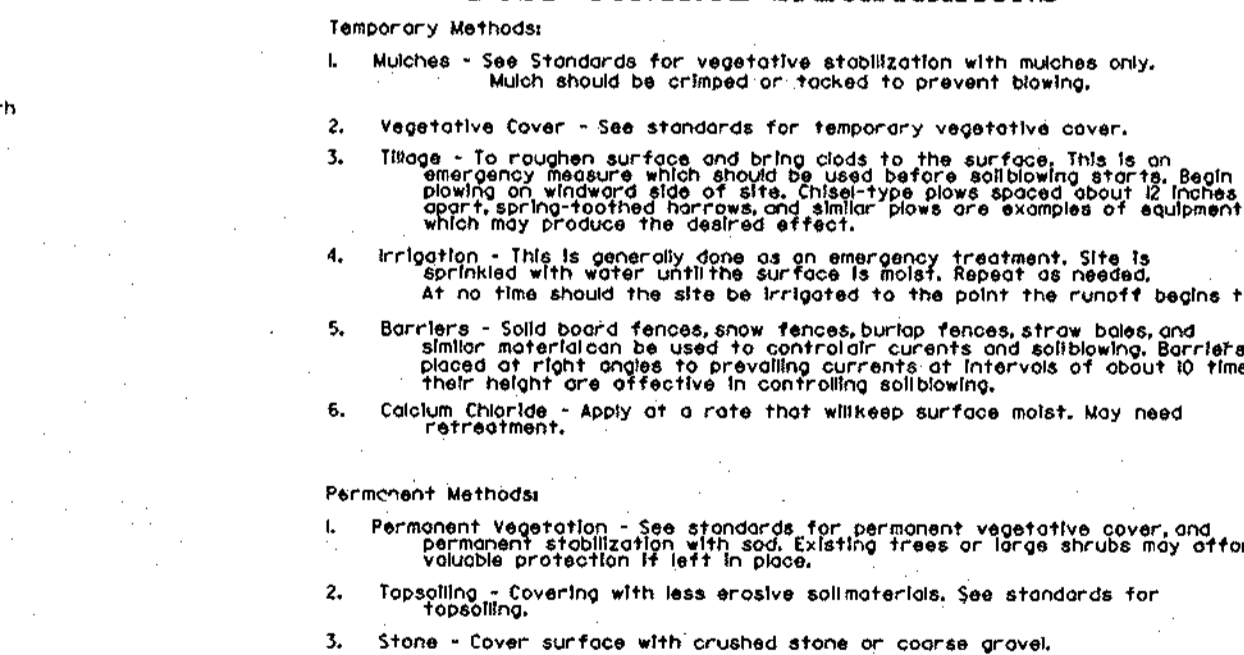 Temporary Methods:
1. Mulches - See Standards for vegetative stabilization with mulches only.
Mulch should be crimped or tacked to prevent blowing.
2. Vegetative Cover - See standards for temporary vegetative cover.
3. Tillage - To roughen surface and bring clods to the surface. This is an
emergency measure which should be used before soil blowing starts. Begin
plowing on windward side of site. Chisel-type plows spaced about 12 inches
apart, spring-toothed harrows, and similar plows are examples of equipment
which may produce the desired effect.
4. Irrigation - This is generally done as an emergency treatment. Site is
sprinkled with water until the surface is moist. Repeat as needed.
At no time should the site be irrigated to the point the runoff begins t
5. Barriers - Solid board fences, snow fences, burlap fences, straw bales, and
similar material can be used to control air curents and soil blowing. Barriers
placed at right angles to prevailing currents at intervals of about 10 time
their height are effective in controlling soil blowing.
6. Calcium Chloride - Apply at a rate that will keep surface moist. May need
retreatment.
Permanent Methods:
1. Permanent Vegetation - See standards for permanent vegetative cover, and
permanent stabilization with sod. Existing trees or large shrubs may affor
valuable protection if left in place.
2. Topsoiling - Covering with less erosive soil materials. See standards for
topsoiling.
3. Stone - Cover surface with crushed stone or coarse gravel.